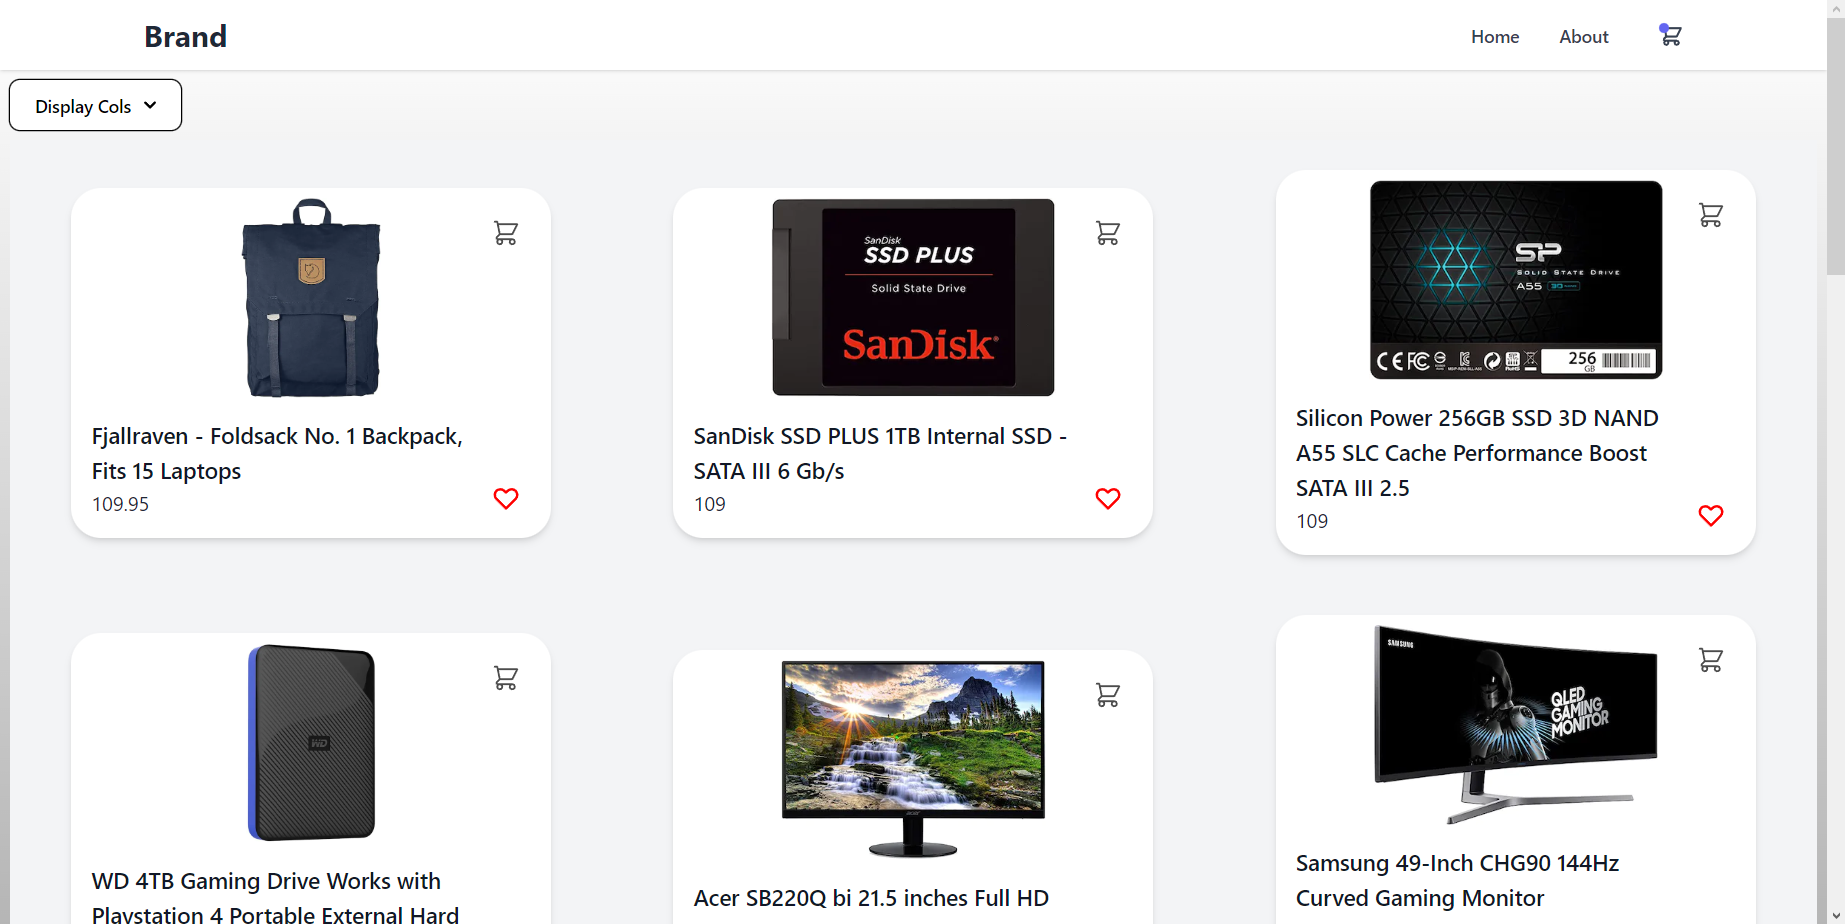 Brand
Home
About
Display Cols
SanDisk
SSD PLUS
Solid State Drive
SanDisk
SP
SOLID STATE DRIVE
A55
256
GB
Fjallraven - Foldsack No. 1 Backpack,
Fits 15 Laptops
109.95
SanDisk SSD PLUS 1TB Internal SSD -
SATA III 6 Gb/s
109
Silicon Power 256GB SSD 3D NAND
A55 SLC Cache Performance Boost
SATA III 2.5
109
WD
SAMSUNG
QLED
GAMING
MONITOR
WD 4TB Gaming Drive Works with
Playstation 4 Portable External Hard
Acer SB220Q bi 21.5 inches Full HD
Samsung 49-Inch CHG90 144Hz
Curved Gaming Monitor